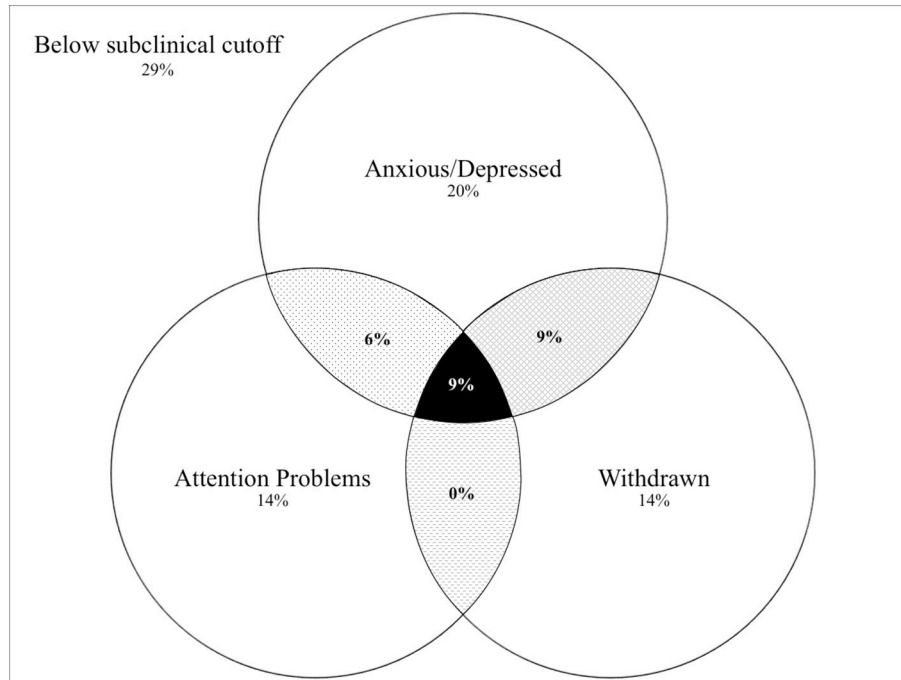 Below subclinical cutoff
29%
Anxious/Depressed
20%
6%
9%
9%
Attention Problems
14%
0%
Withdrawn
14%